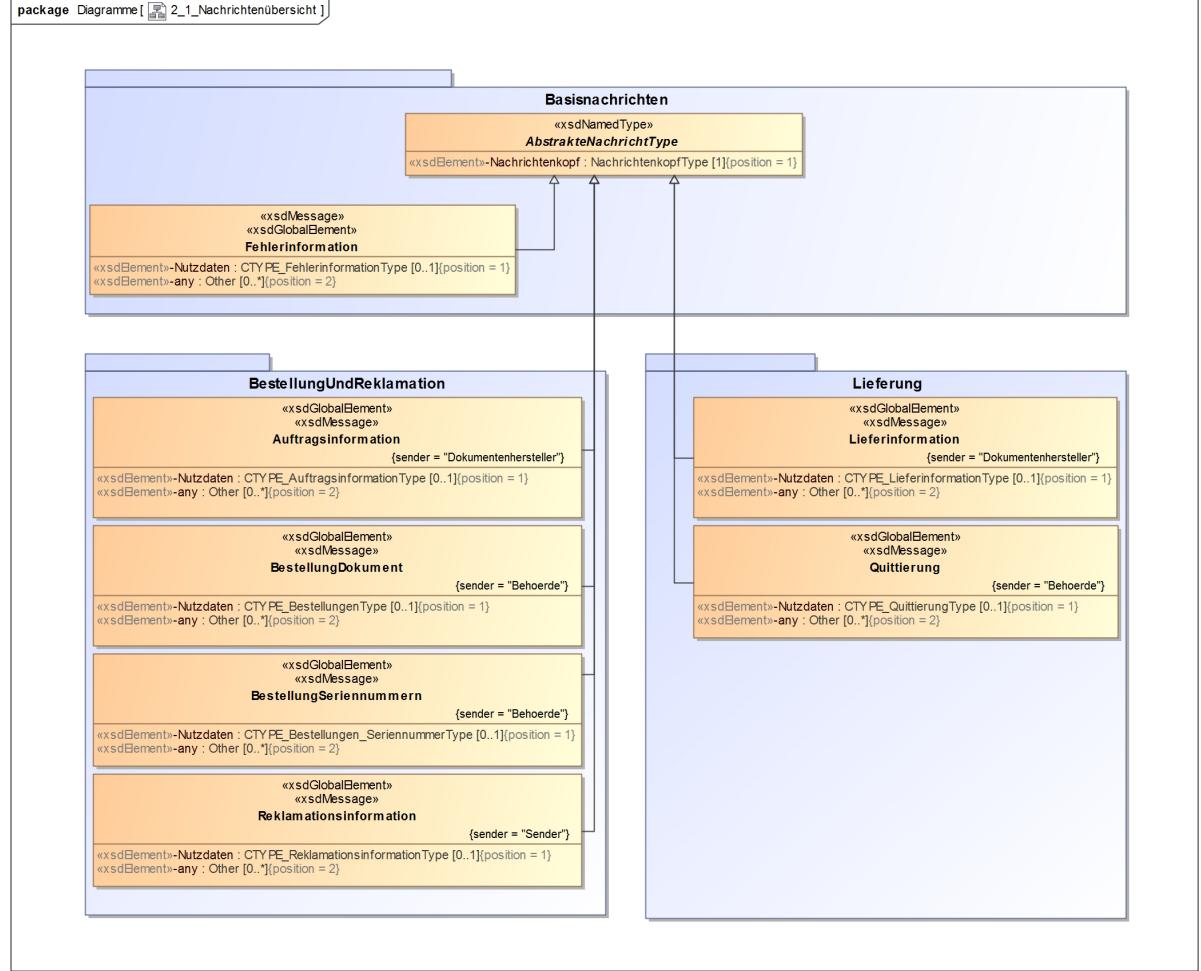 package Diagramme[ 2_1_Nachrichtenübersicht ]
Basisnachrichten
«xsdNamedType»
AbstrakteNachrichtType
«xsdElement»-Nachrichtenkopf : NachrichtenkopfType [1]{position = 1}
«xsdMessage»
«xsdGlobalElement»
Fehlerinformation
«xsdElement»-Nutzdaten : CTYPE_FehlerinformationType [0..1]{position = 1}
«xsdElement»-any : Other [0..*]{position = 2}
BestellungUndReklamation
«xsdGlobalElement»
«xsdMessage»
Auftragsinformation
{sender = "Dokumentenhersteller"}
«xsdElement»-Nutzdaten : CTYPE_AuftragsinformationType [0..1]{position = 1}
«xsdElement»-any : Other [0..*]{position = 2}
«xsdGlobalElement»
«xsdMessage»
BestellungDokument
{sender = "Behoerde"}
«xsdElement»-Nutzdaten : CTYPE_BestellungenType [0..1]{position = 1}
«xsdElement»-any : Other [0..*]{position = 2}
«xsdGlobalElement»
«xsdMessage»
BestellungSeriennummern
{sender = "Behoerde"}
«xsdElement»-Nutzdaten : CTYPE_Bestellungen_SeriennummerType [0..1]{position = 1}
«xsdElement»-any : Other [0..*]{position = 2}
«xsdGlobalElement»
«xsdMessage»
Reklamationsinformation
{sender = "Sender"}
«xsdElement»-Nutzdaten : CTYPE_ReklamationsinformationType [0..1]{position = 1}
«xsdElement»-any : Other [0..*]{position = 2}
Lieferung
«xsdGlobalElement»
«xsdMessage»
Lieferinformation
{sender = "Dokumentenhersteller"}
«xsdElement»-Nutzdaten : CTYPE_LieferinformationType [0..1]{position = 1}
«xsdElement»-any : Other [0..*]{position = 2}
«xsdGlobalElement»
«xsdMessage»
Quittierung
{sender = "Behoerde"}
«xsdElement»-Nutzdaten : CTYPE_QuittierungType [0..1]{position = 1}
«xsdElement»-any : Other [0..*]{position = 2}